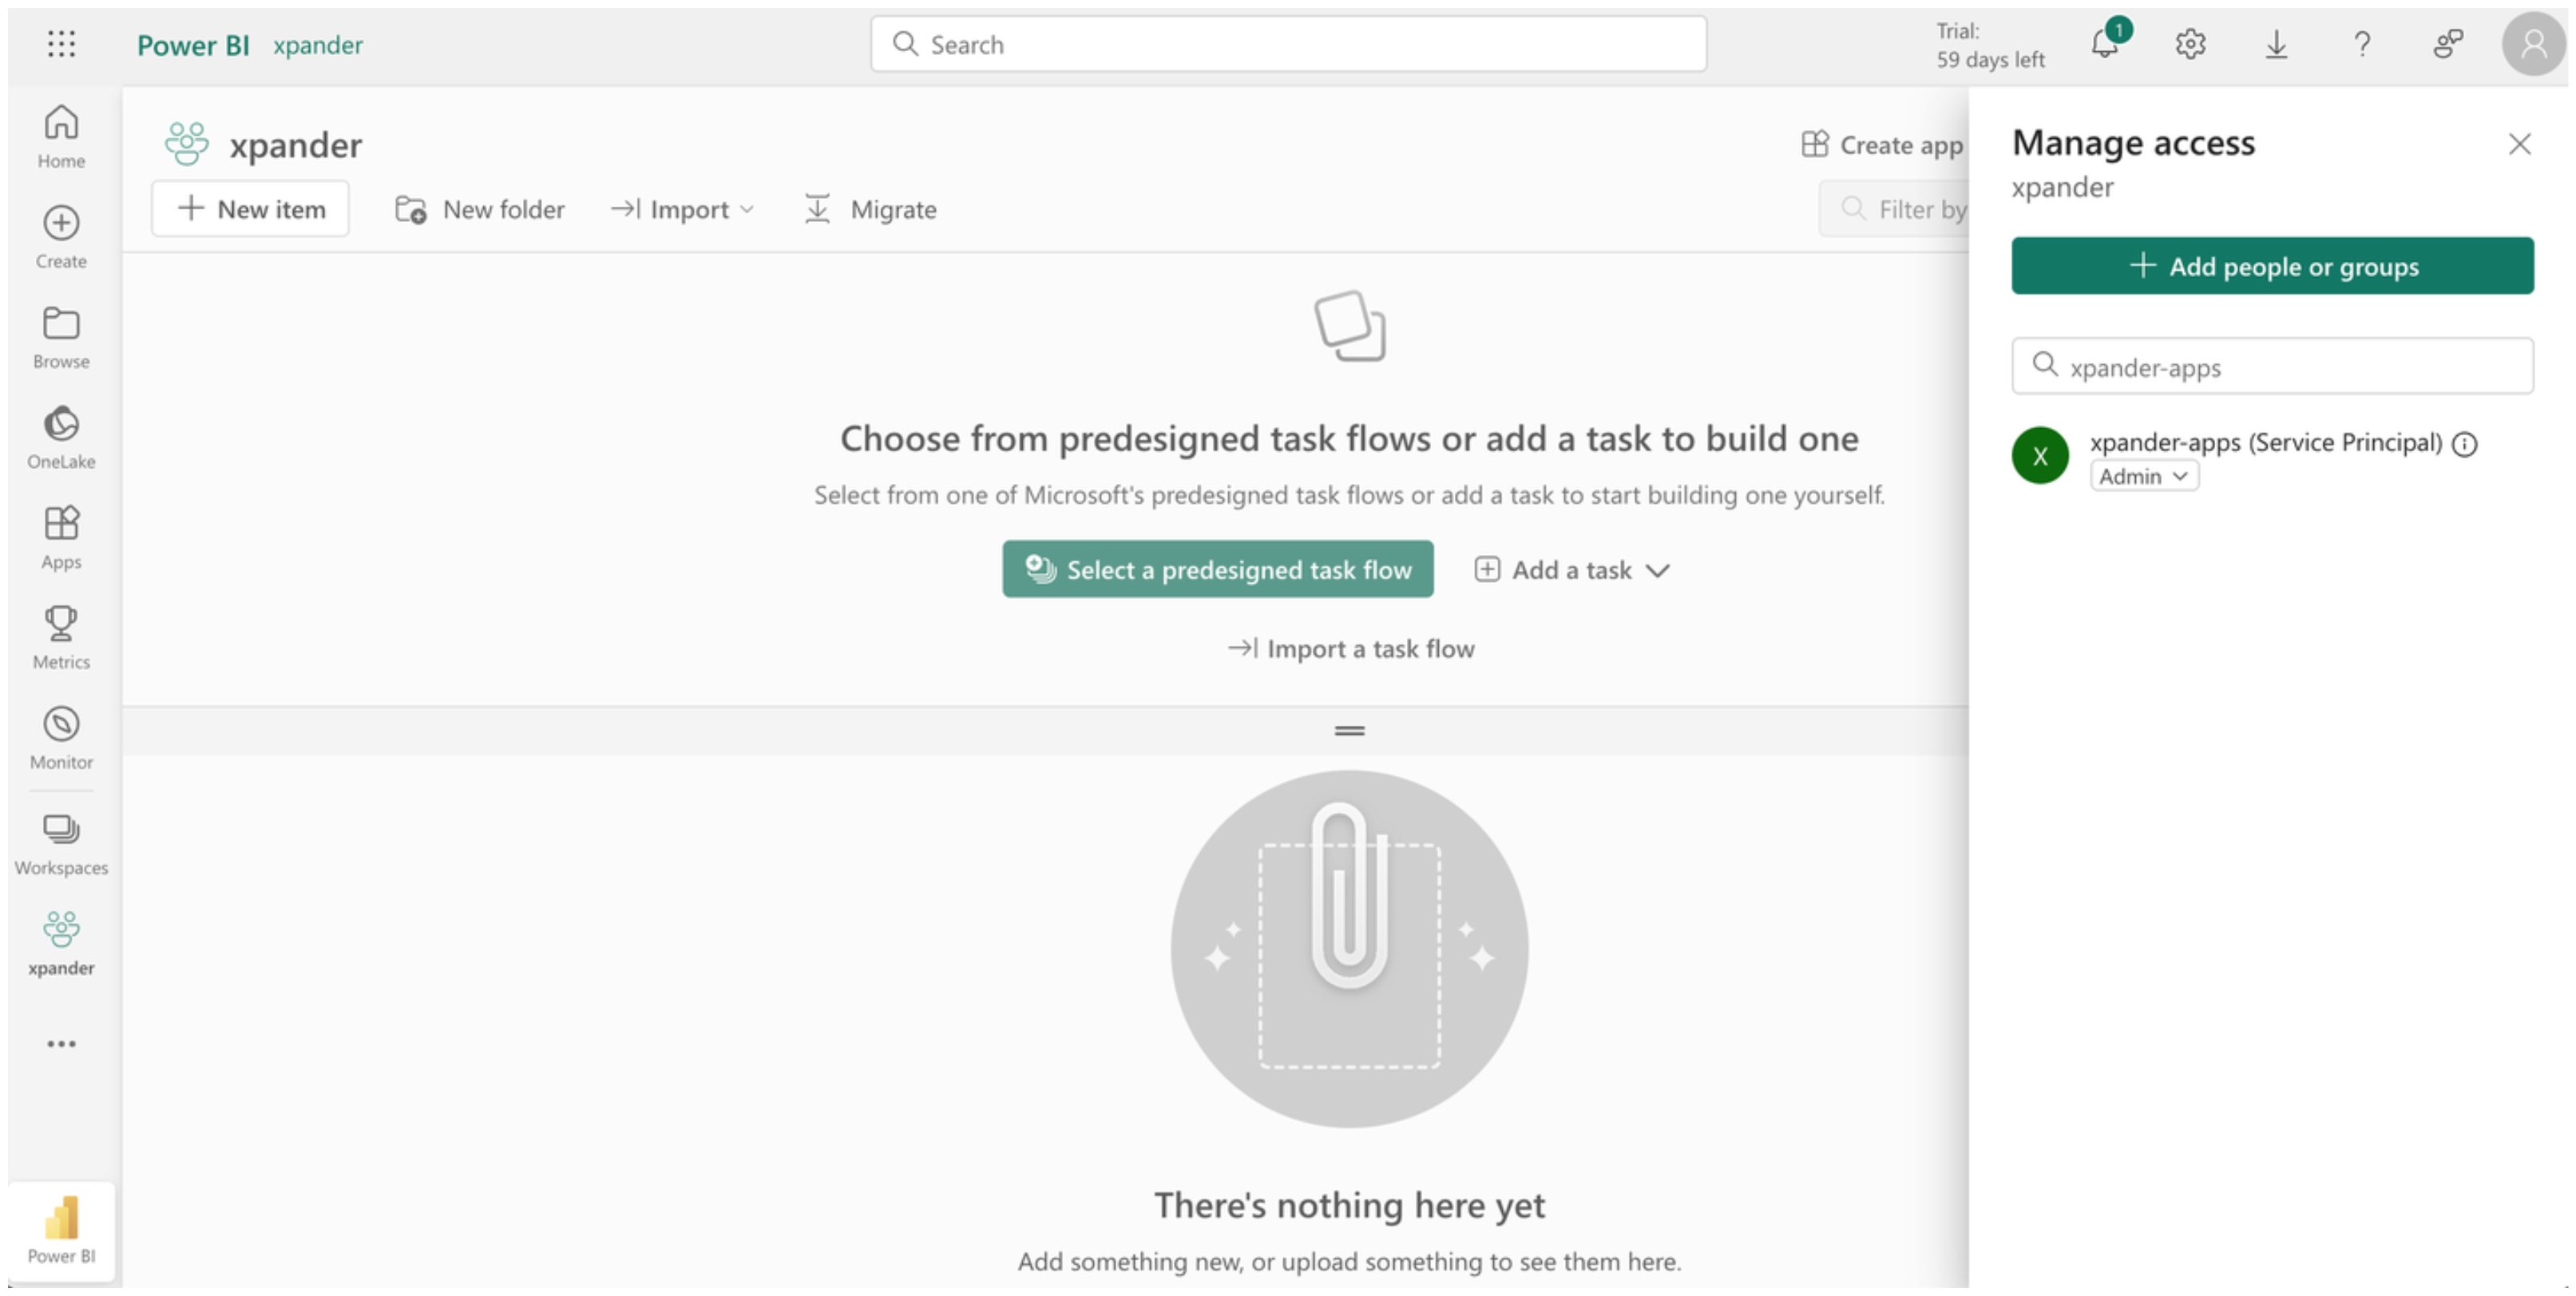 Power BI xpander
Search
Trial:
59 days left
1
?
Home
Create
Browse
OneLake
Apps
Metrics
Monitor
Workspaces
xpander
Power BI
xpander
Create app
New item
New folder
Import
Migrate
Filter by
Choose from predesigned task flows or add a task to build one
Select from one of Microsoft's predesigned task flows or add a task to start building one yourself.
Select a predesigned task flow
Add a task
Import a task flow
There's nothing here yet
Add something new, or upload something to see them here.
Manage access
xpander
Add people or groups
xpander-apps
X
xpander-apps (Service Principal)
Admin